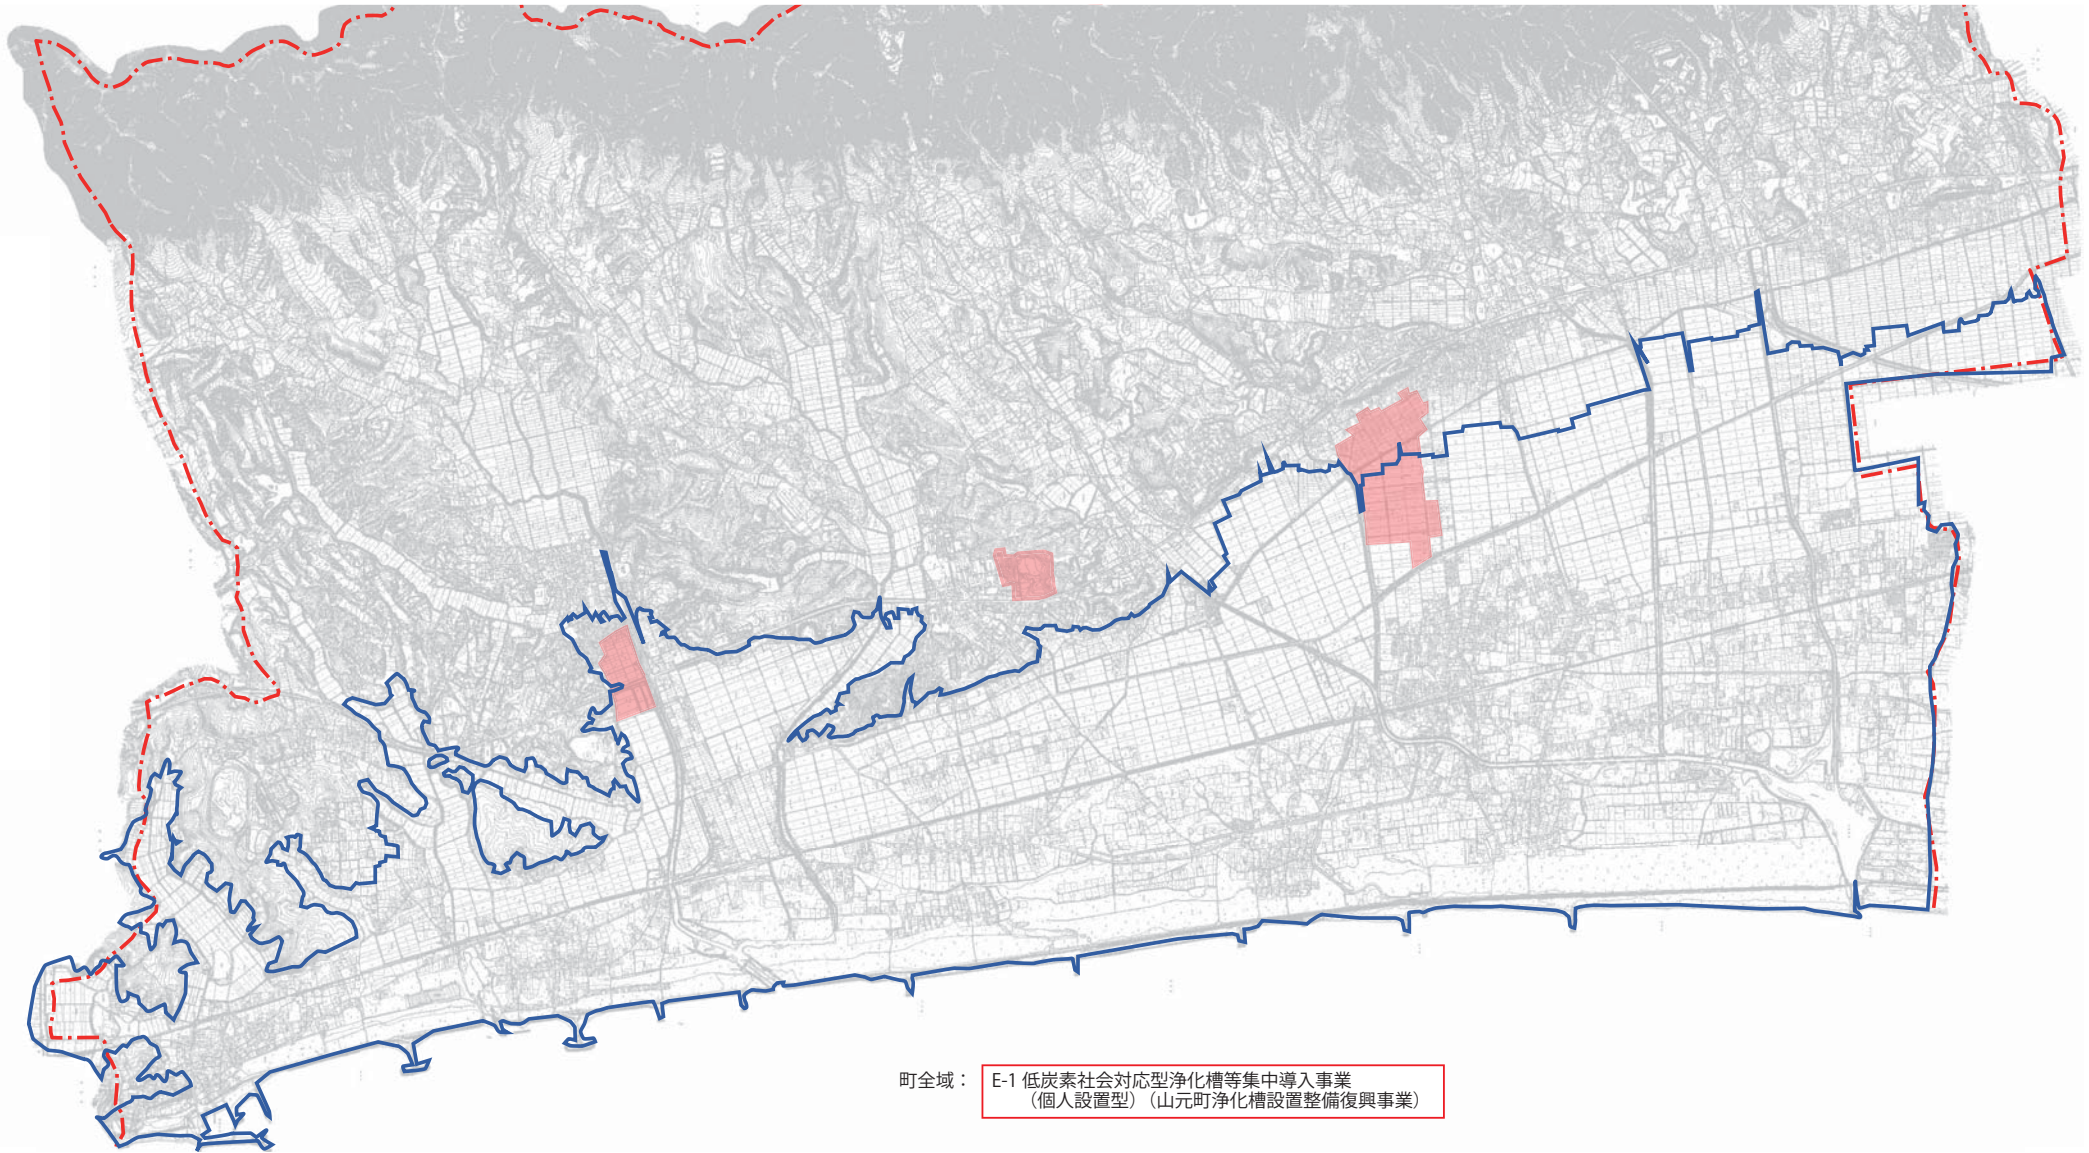 町全域：
E-1 低炭素社会対応型浄化槽等集中導入事業
（個人設置型）（山元町浄化槽設置整備復興事業）